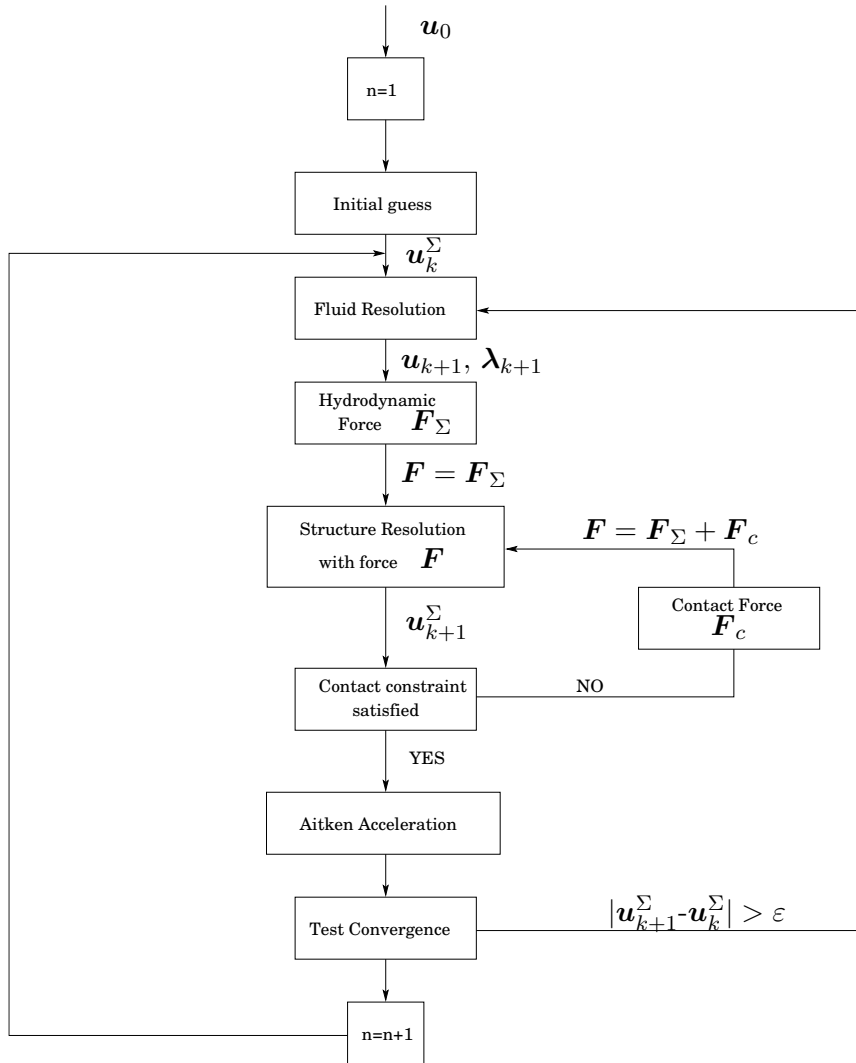 u₀
n=1
Initial guess
u_k^Σ
Fluid Resolution
u_{k+1}, λ_{k+1}
Hydrodynamic
Force F_Σ
F = F_Σ
Structure Resolution
with force F
F = F_Σ + F_c
Contact Force
F_c
u_{k+1}^Σ
Contact constraint
satisfied
NO
YES
Aitken Acceleration
Test Convergence
|u_{k+1}^Σ-u_k^Σ| > ε
n=n+1